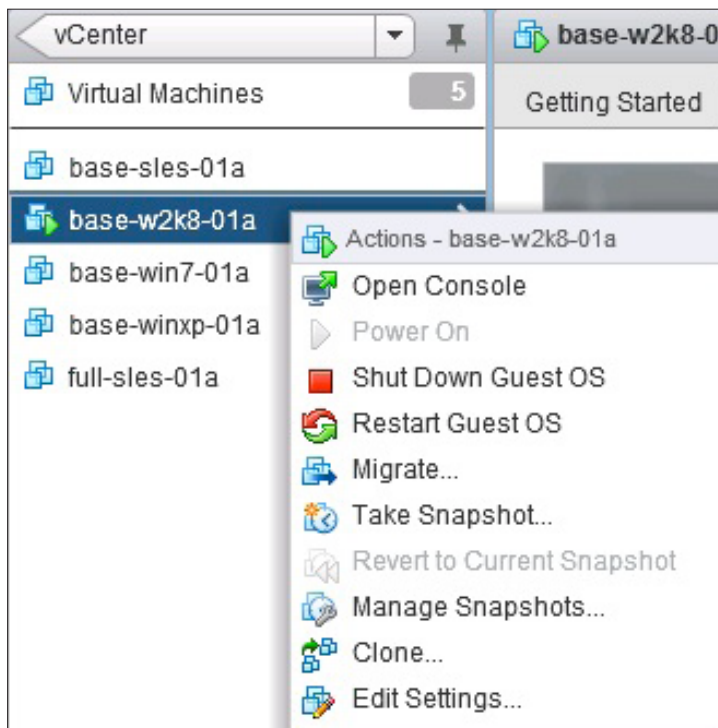 vCenter
Virtual Machines 5
base-sles-01a
base-w2k8-01a
base-win7-01a
base-winxp-01a
full-sles-01a
base-w2k8-0
Getting Started
Actions - base-w2k8-01a
Open Console
Power On
Shut Down Guest OS
Restart Guest OS
Migrate...
Take Snapshot...
Revert to Current Snapshot
Manage Snapshots...
Clone...
Edit Settings...